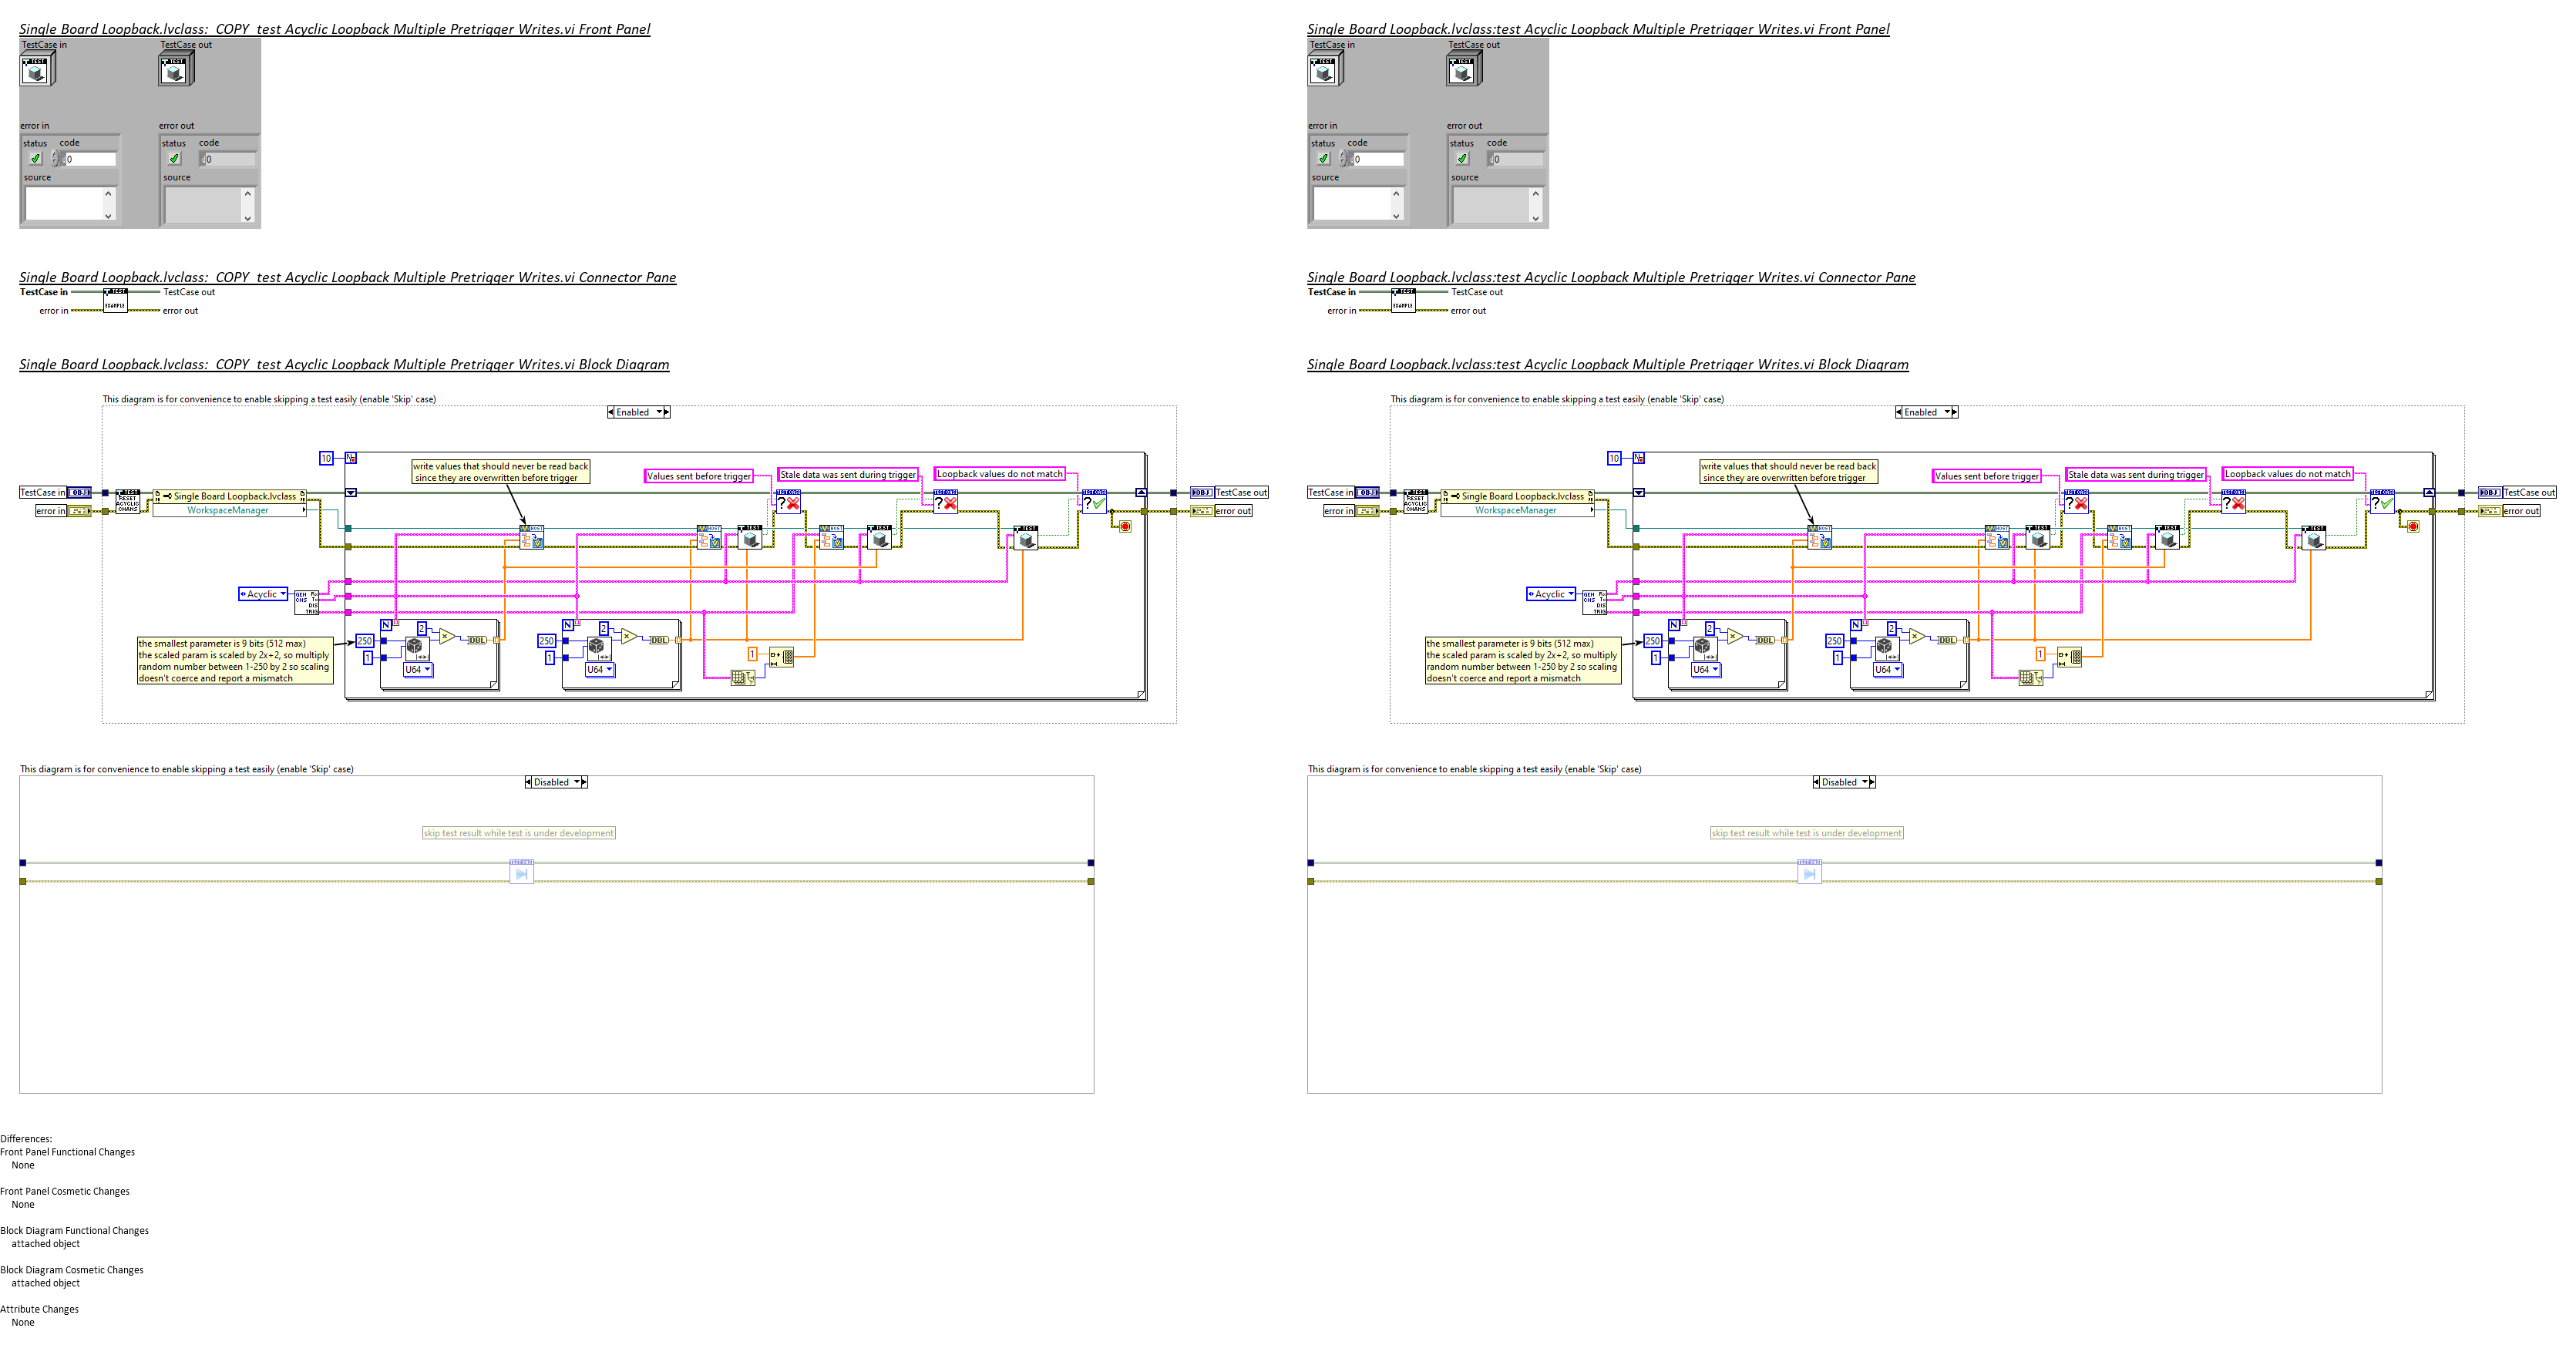 Single Board Loopback.lvclass:_COPY_test Acyclic Loopback Multiple Pretrigger Writes.vi Front Panel
TestCase in
TestCase out
TEST
TEST
error in
error out
status code
0
status code
0
source
source
Single Board Loopback.lvclass:_COPY_test Acyclic Loopback Multiple Pretrigger Writes.vi Connector Pane
TestCase in
TEST
EXAMPLE
TestCase out
error in
error out
Single Board Loopback.lvclass:_COPY_test Acyclic Loopback Multiple Pretrigger Writes.vi Block Diagram
This diagram is for convenience to enable skipping a test easily (enable 'Skip' case)
Enabled
10
write values that should never be read back
since they are overwritten before trigger
Values sent before trigger
Stale data was sent during trigger
Loopback values do not match
TestCase in
OBJ
TEST
RESET
ACYCLIC
CHANS
Single Board Loopback.lvclass
WorkspaceManager
error in
OBJ
TestCase out
error out
Acyclic
the smallest parameter is 9 bits (512 max)
the scaled param is scaled by 2x+2, so multiply
random number between 1-250 by 2 so scaling
doesn't coerce and report a mismatch
N
250
1
2
DBL
U64
N
250
1
2
DBL
U64
1
This diagram is for convenience to enable skipping a test easily (enable 'Skip' case)
Disabled
skip test result while test is under development
Single Board Loopback.lvclass:test Acyclic Loopback Multiple Pretrigger Writes.vi Front Panel
TestCase in
TestCase out
TEST
TEST
error in
error out
status code
0
status code
0
source
source
Single Board Loopback.lvclass:test Acyclic Loopback Multiple Pretrigger Writes.vi Connector Pane
TestCase in
TEST
EXAMPLE
TestCase out
error in
error out
Single Board Loopback.lvclass:test Acyclic Loopback Multiple Pretrigger Writes.vi Block Diagram
This diagram is for convenience to enable skipping a test easily (enable 'Skip' case)
Enabled
10
write values that should never be read back
since they are overwritten before trigger
Values sent before trigger
Stale data was sent during trigger
Loopback values do not match
TestCase in
OBJ
TEST
RESET
ACYCLIC
CHANS
Single Board Loopback.lvclass
WorkspaceManager
error in
OBJ
TestCase out
error out
Acyclic
the smallest parameter is 9 bits (512 max)
the scaled param is scaled by 2x+2, so multiply
random number between 1-250 by 2 so scaling
doesn't coerce and report a mismatch
N
250
1
2
DBL
U64
N
250
1
2
DBL
U64
1
This diagram is for convenience to enable skipping a test easily (enable 'Skip' case)
Disabled
skip test result while test is under development
Differences:
Front Panel Functional Changes
None
Front Panel Cosmetic Changes
None
Block Diagram Functional Changes
attached object
Block Diagram Cosmetic Changes
attached object
Attribute Changes
None